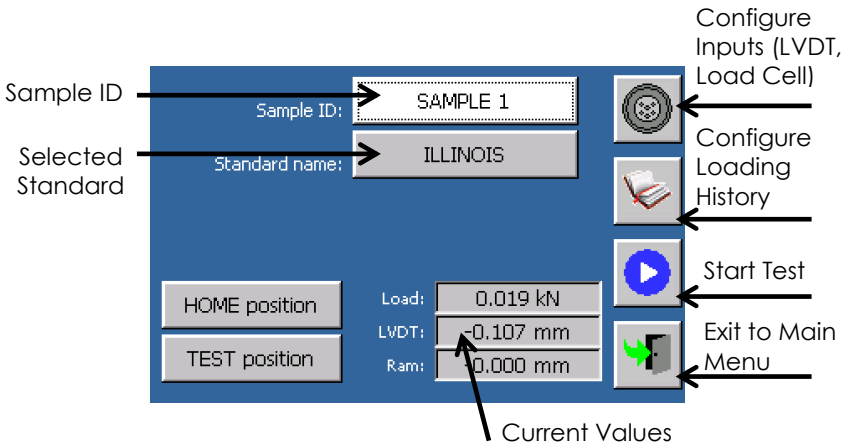 Configure
Inputs (LVDT,
Load Cell)
Sample ID
Sample ID:
SAMPLE 1
Selected
Standard
Standard name:
ILLINOIS
Configure
Loading
History
Start Test
HOME position
TEST position
Load:
0.019 kN
LVDT:
-0.107 mm
Ram:
-0.000 mm
Exit to Main
Menu
Current Values